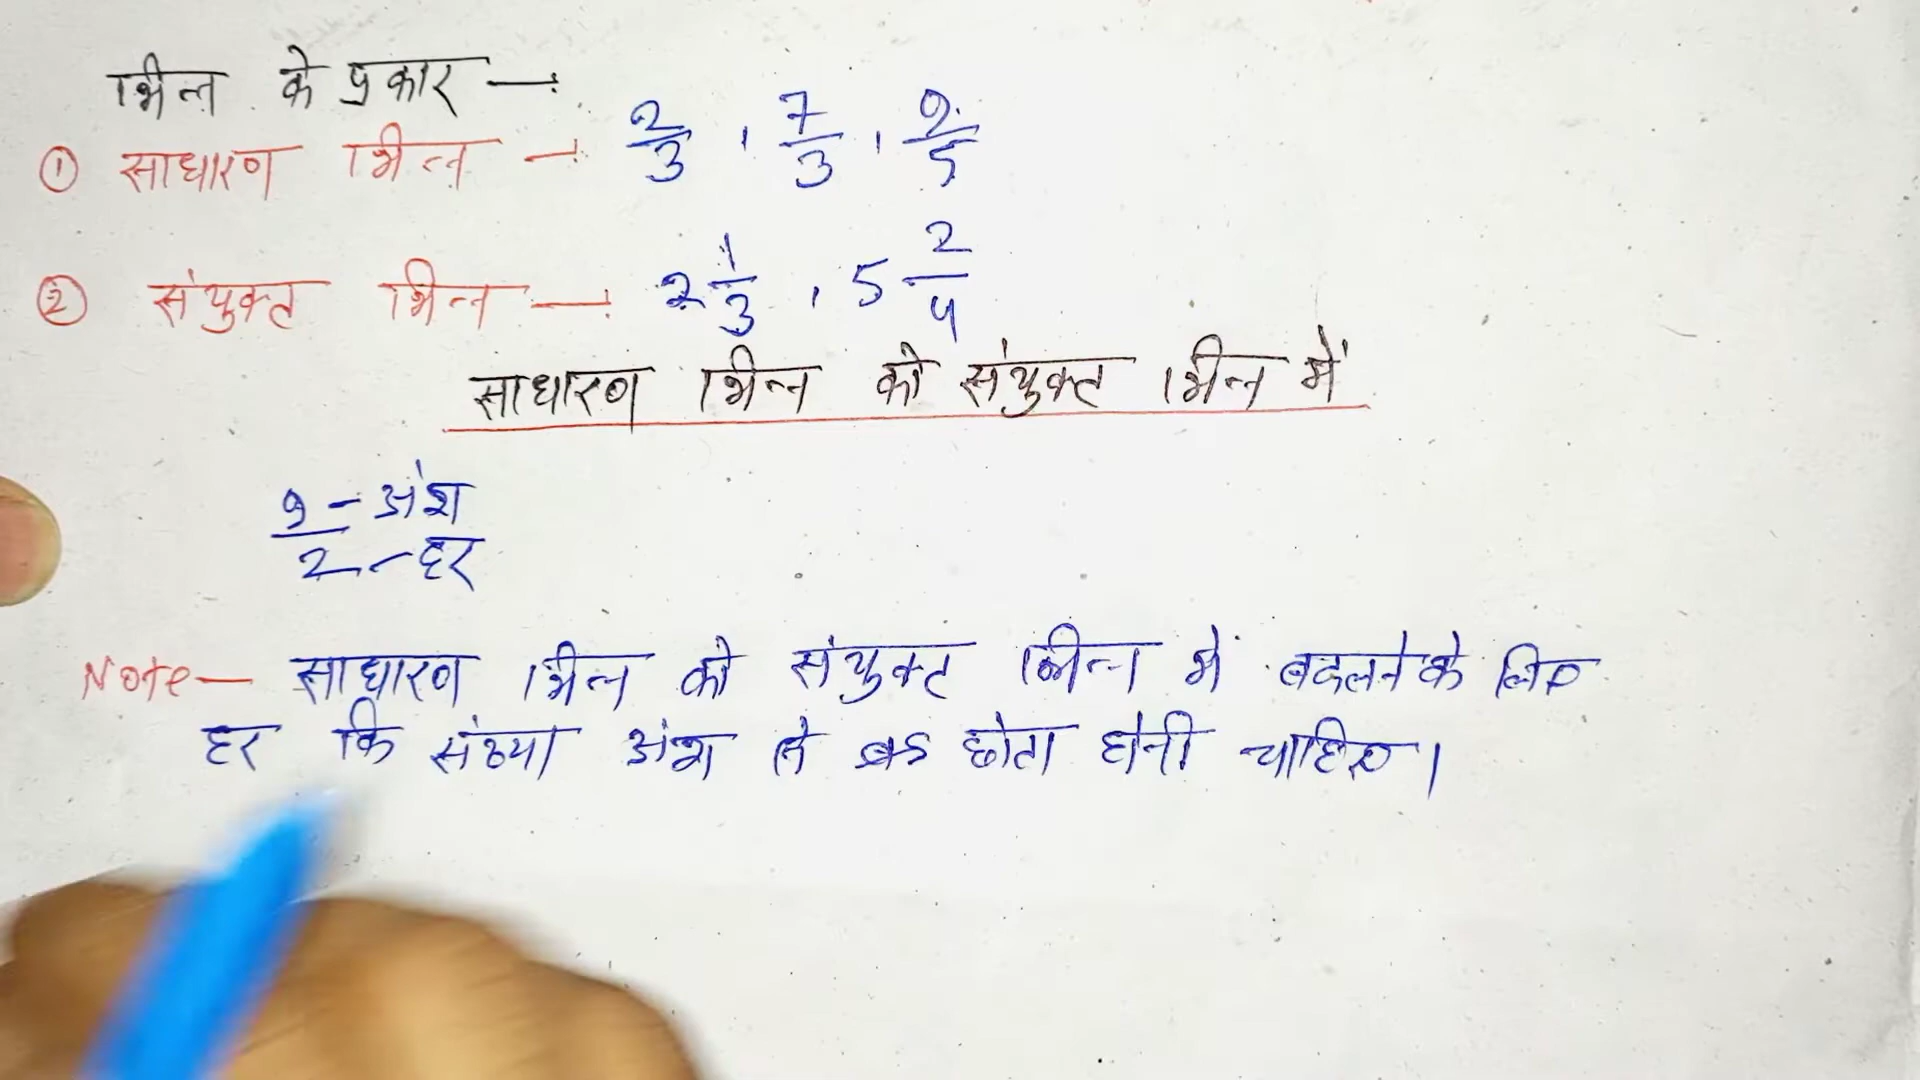 भिन्न के प्रकार →
① साधारण भिन्न → 2/3 , 7/3 , 9/5
② संयुक्त भिन्न → 2 1/3 , 5 2/4
साधारण भिन्न को संयुक्त भिन्न में
9/2 - अंश - हर
Note- साधारण भिन्न को संयुक्त भिन्न में बदलने के लिए
हर कि संख्या अंश से छोटा होनी चाहिए।